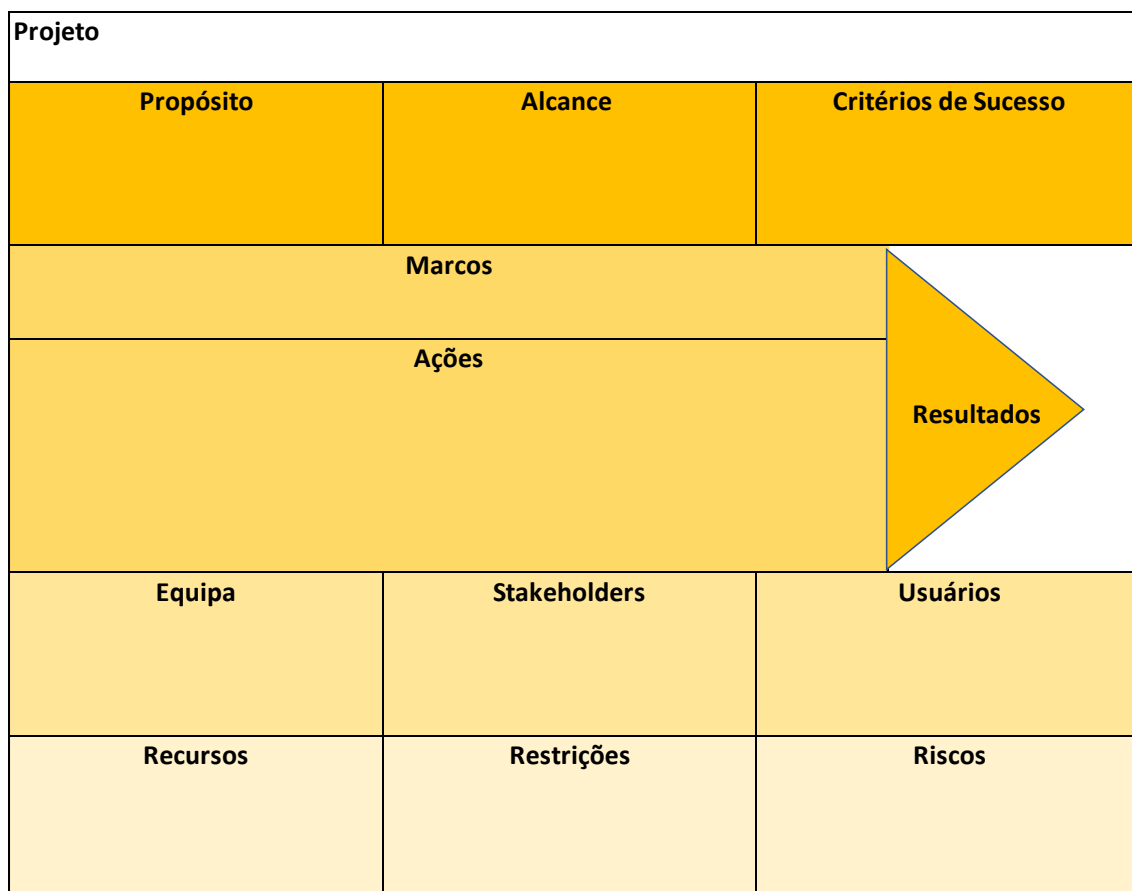 Projeto
Propósito
Alcance
Critérios de Sucesso
Marcos
Ações
Resultados
Equipa
Stakeholders
Usuários
Recursos
Restrições
Riscos